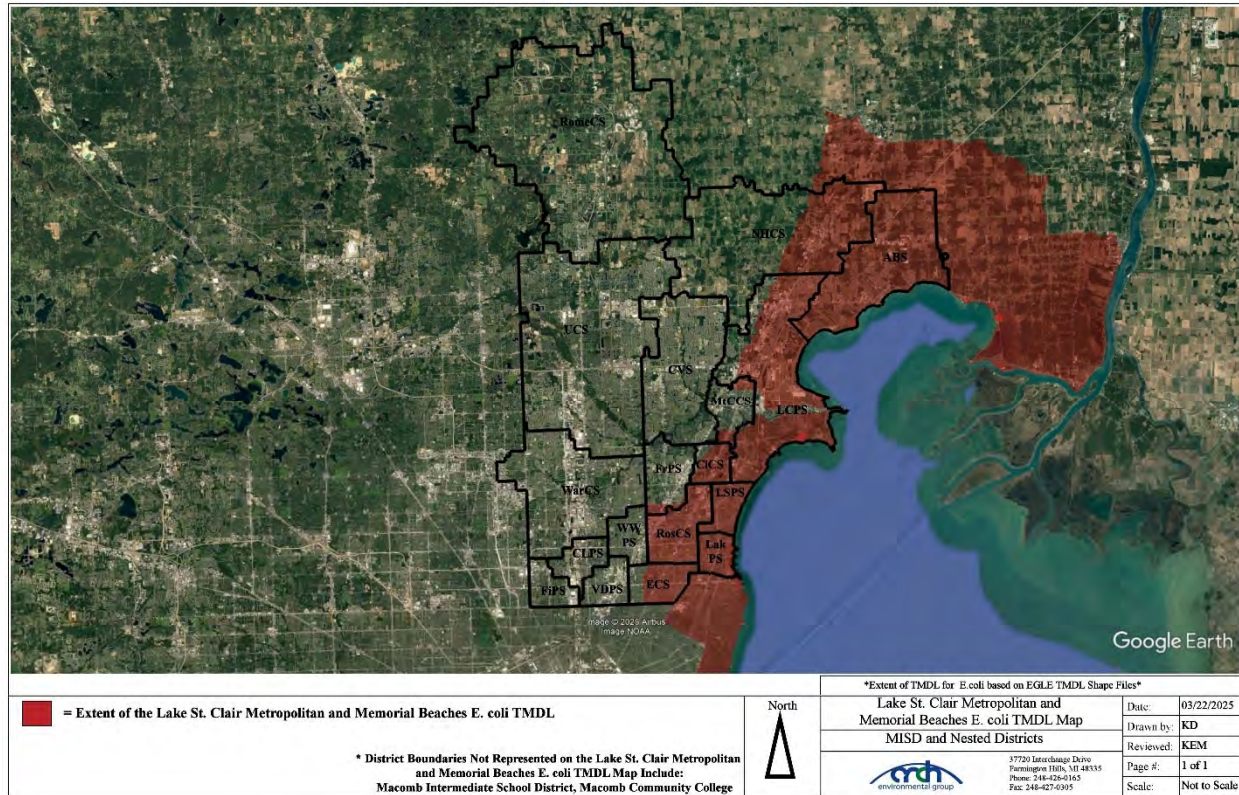 RomeCS
NHCS
ABS
UCS
CVS
MtCCS
LCPS
FrPS
ClCS
WarCS
LSPS
WW
PS
RosCS
Lak
PS
CLPS
FiPS
VDPS
ECS
Image © 2025 Airbus
Image NOAA
Google Earth
= Extent of the Lake St. Clair Metropolitan and Memorial Beaches E. coli TMDL
* District Boundaries Not Represented on the Lake St. Clair Metropolitan
and Memorial Beaches E. coli TMDL Map Include:
Macomb Intermediate School District, Macomb Community College
North
*Extent of TMDL for E.coli based on EGLE TMDL Shape Files*
Lake St. Clair Metropolitan and
Memorial Beaches E. coli TMDL Map
MISD and Nested Districts
arch
environmental group
37720 Interchange Drive
Farmington Hills, MI 48335
Phone: 248-426-0165
Fax: 248-427-0305
Date: 03/22/2025
Drawn by: KD
Reviewed: KEM
Page #: 1 of 1
Scale: Not to Scale